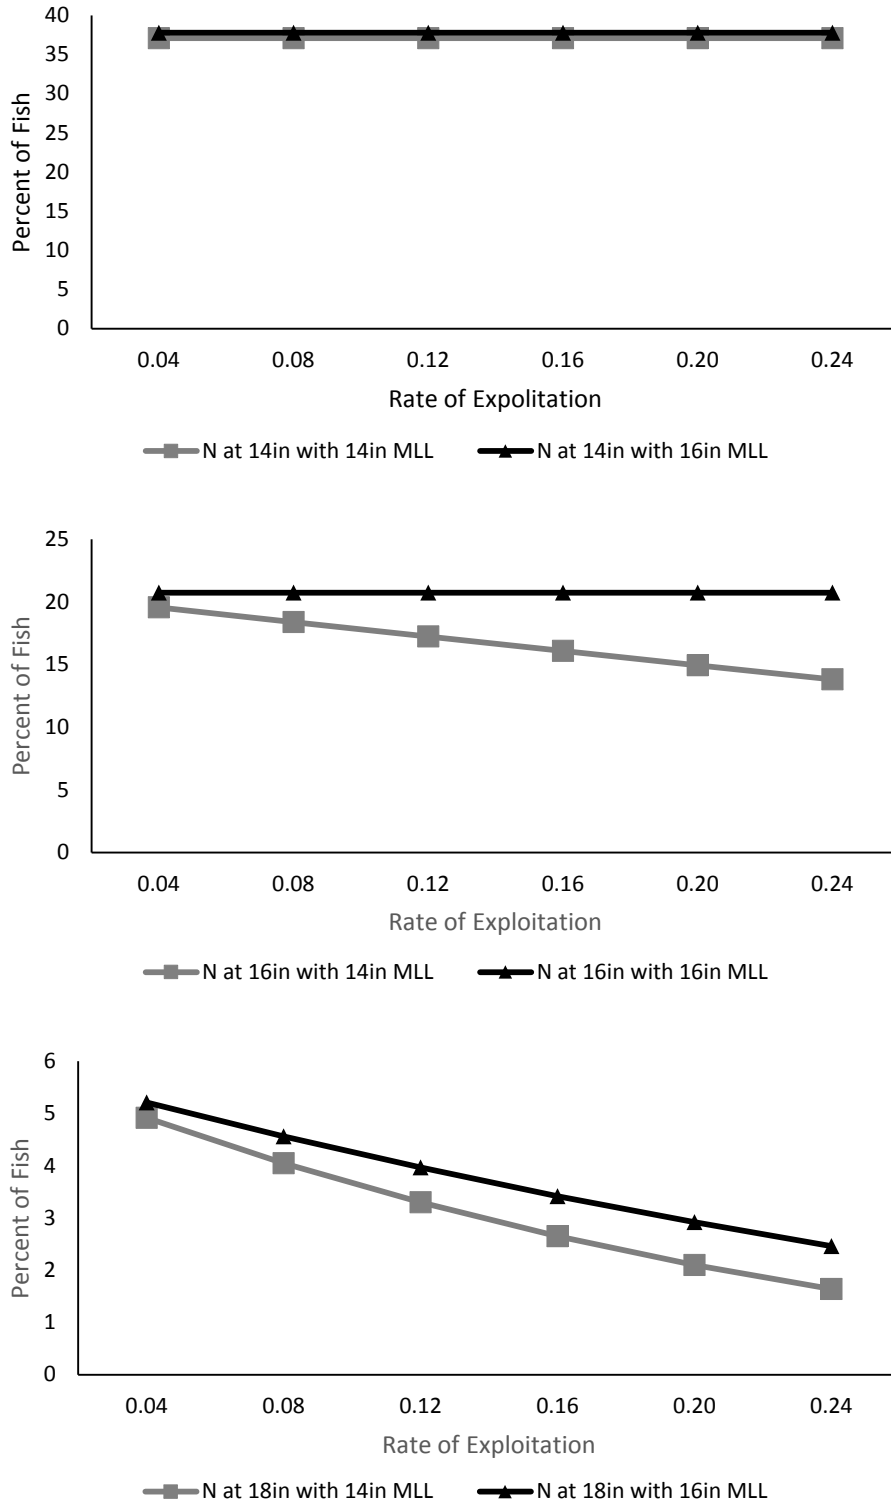 40
35
30
25
20
15
10
5
0
Percent of Fish
0.04 0.08 0.12 0.16 0.20 0.24
Rate of Expolitation
N at 14in with 14in MLL N at 14in with 16in MLL
25
20
15
10
5
0
Percent of Fish
0.04 0.08 0.12 0.16 0.20 0.24
Rate of Exploitation
N at 16in with 14in MLL N at 16in with 16in MLL
6
5
4
3
2
1
0
Percent of Fish
0.04 0.08 0.12 0.16 0.20 0.24
Rate of Exploitation
N at 18in with 14in MLL N at 18in with 16in MLL